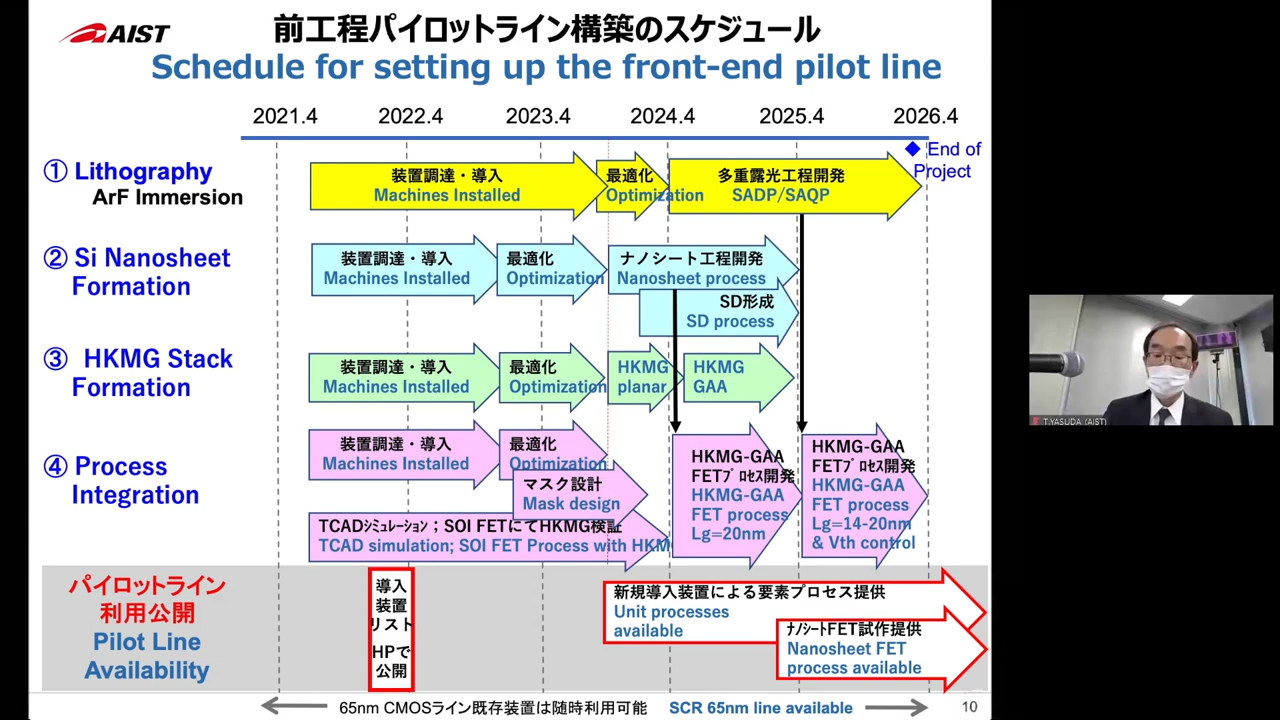 AIST
前工程パイロットライン構築のスケジュール
Schedule for setting up the front-end pilot line
2021.4
2022.4
2023.4
2024.4
2025.4
2026.4
◆ End of
Project
① Lithography
ArF Immersion
装置調達・導入
Machines Installed
最適化
Optimization
多重露光工程開発
SADP/SAQP
② Si Nanosheet
Formation
装置調達・導入
Machines Installed
最適化
Optimization
ナノシート工程開発
Nanosheet process
SD形成
SD process
③ HKMG Stack
Formation
装置調達・導入
Machines Installed
最適化
Optimization
HKMG
planar
HKMG
GAA
④ Process
Integration
装置調達・導入
Machines Installed
最適化
Optimization
マスク設計
Mask design
TCADｼﾐｭﾚｰｼｮﾝ；SOI FETにてHKMG検証
TCAD simulation; SOI FET Process with HKM
HKMG-GAA
FETﾌﾟﾛｾｽ開発
HKMG-GAA
FET process
Lg=20nm
HKMG-GAA
FETﾌﾟﾛｾｽ開発
HKMG-GAA
FET process
Lg=14-20nm
& Vth control
パイロットライン
利用公開
Pilot Line
Availability
導入
装置
リスト
HPで
公開
新規導入装置による要素プロセス提供
Unit processes
available
ﾅﾉｼｰﾄFET試作提供
Nanosheet FET
process available
65nm CMOSライン既存装置は随時利用可能
SCR 65nm line available
10
T.YASUDA (AIST)